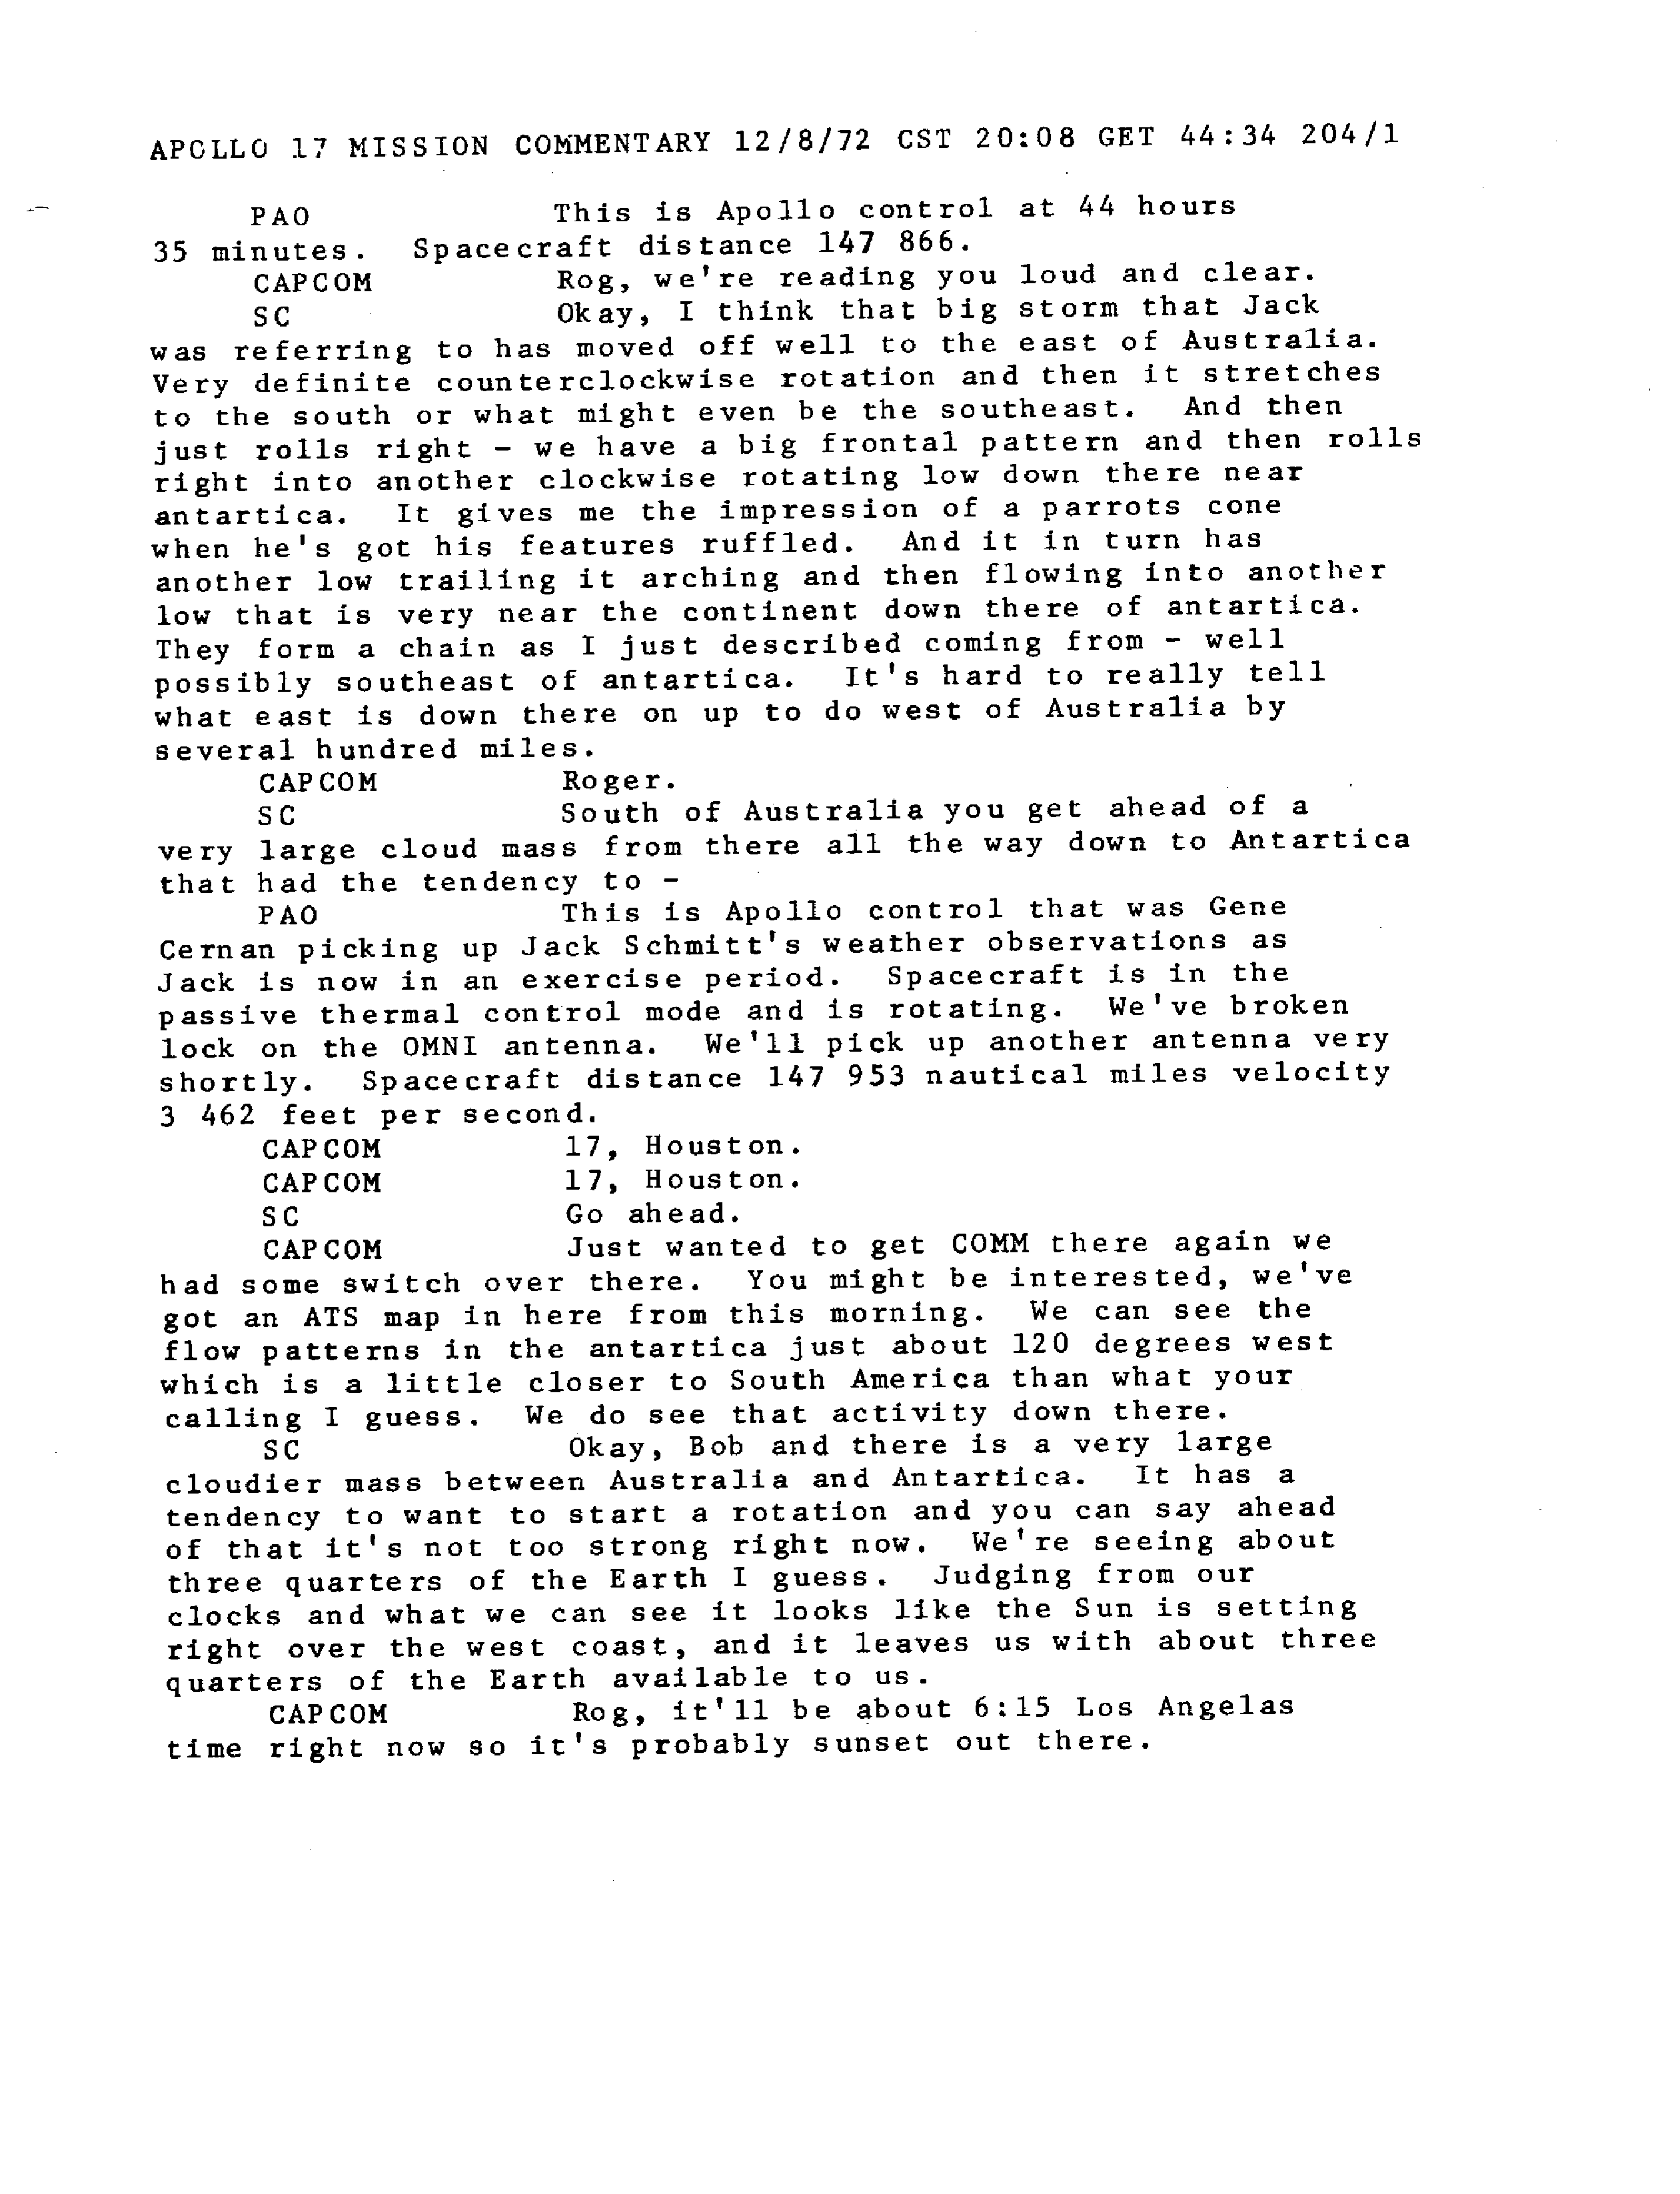 APCLLO 17 MISSION COMMENTARY 12/8/72 CST 20:08 GET 44:34 204/1
PAO This is Apollo control at 44 hours
35 minutes. Spacecraft distance 147 866.
CAPCOM Rog, we're reading you loud and clear.
SC Okay, I think that big storm that Jack
was referring to has moved off well to the east of Australia.
Very definite counterclockwise rotation and then it stretches
to the south or what might even be the southeast. And then
just rolls right - we have a big frontal pattern and then rolls
right into another clockwise rotating low down there near
antartica. It gives me the impression of a parrots cone
when he's got his features ruffled. And it in turn has
another low trailing it arching and then flowing into another
low that is very near the continent down there of antartica.
They form a chain as I just described coming from - well
possibly southeast of antartica. It's hard to really tell
what east is down there on up to do west of Australia by
several hundred miles.
CAPCOM Roger.
SC South of Australia you get ahead of a
very large cloud mass from there all the way down to Antartica
that had the tendency to -
PAO This is Apollo control that was Gene
Cernan picking up Jack Schmitt's weather observations as
Jack is now in an exercise period. Spacecraft is in the
passive thermal control mode and is rotating. We've broken
lock on the OMNI antenna. We'll pick up another antenna very
shortly. Spacecraft distance 147 953 nautical miles velocity
3 462 feet per second.
CAPCOM 17, Houston.
CAPCOM 17, Houston.
SC Go ahead.
CAPCOM Just wanted to get COMM there again we
had some switch over there. You might be interested, we've
got an ATS map in here from this morning. We can see the
flow patterns in the antartica just about 120 degrees west
which is a little closer to South America than what your
calling I guess. We do see that activity down there.
SC Okay, Bob and there is a very large
cloudier mass between Australia and Antartica. It has a
tendency to want to start a rotation and you can say ahead
of that it's not too strong right now. We're seeing about
three quarters of the Earth I guess. Judging from our
clocks and what we can see it looks like the Sun is setting
right over the west coast, and it leaves us with about three
quarters of the Earth available to us.
CAPCOM Rog, it'll be about 6:15 Los Angelas
time right now so it's probably sunset out there.